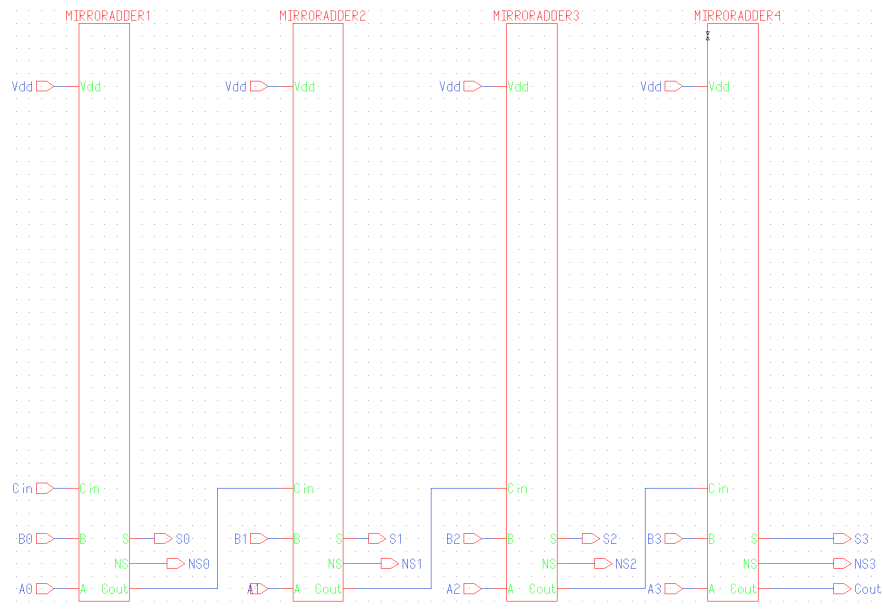 MIRRORADDER1 MIRRORADDER2 MIRRORADDER3 MIRRORADDER4
Vdd Vdd Vdd Vdd Vdd Vdd Vdd Vdd
Cin Cin Cin Cin Cin
B0 B S S0 B1 B S S1 B2 B S S2 B3 B S S3
NS NS0 NS NS1 NS NS2 NS NS3
A0 A Cout A1 A Cout A2 A Cout A3 A Cout Cout